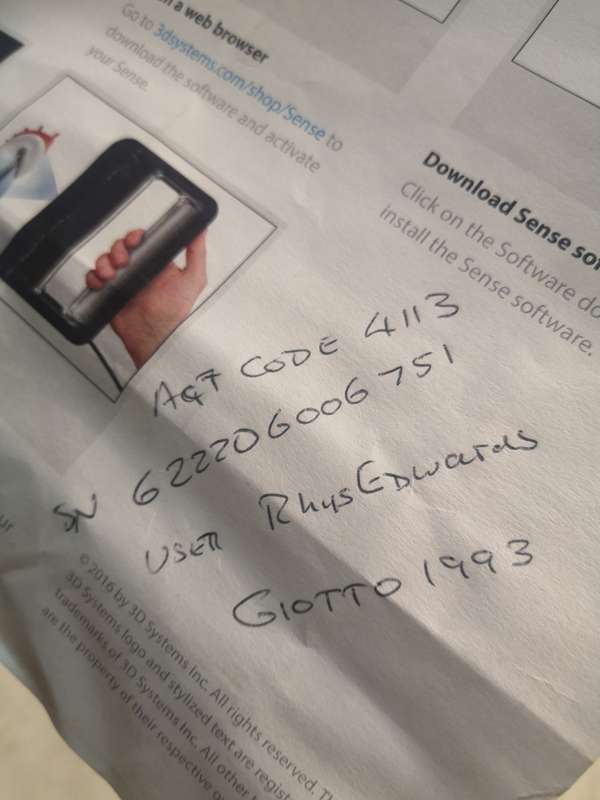 a web browser
Go to 3dsystems.com/shop/Sense to
download the software and activate
your Sense.
Download Sense
Click on the Software
install the Sense software.
ACT CODE 4113
SN 622206006751
USER RhysEDwards
GIOTTO 1993
© 2016 by 3D Systems Inc. All rights reserved.
3D Systems logo and stylized text are
trademarks of 3D Systems Inc. All other
are the property of their respective